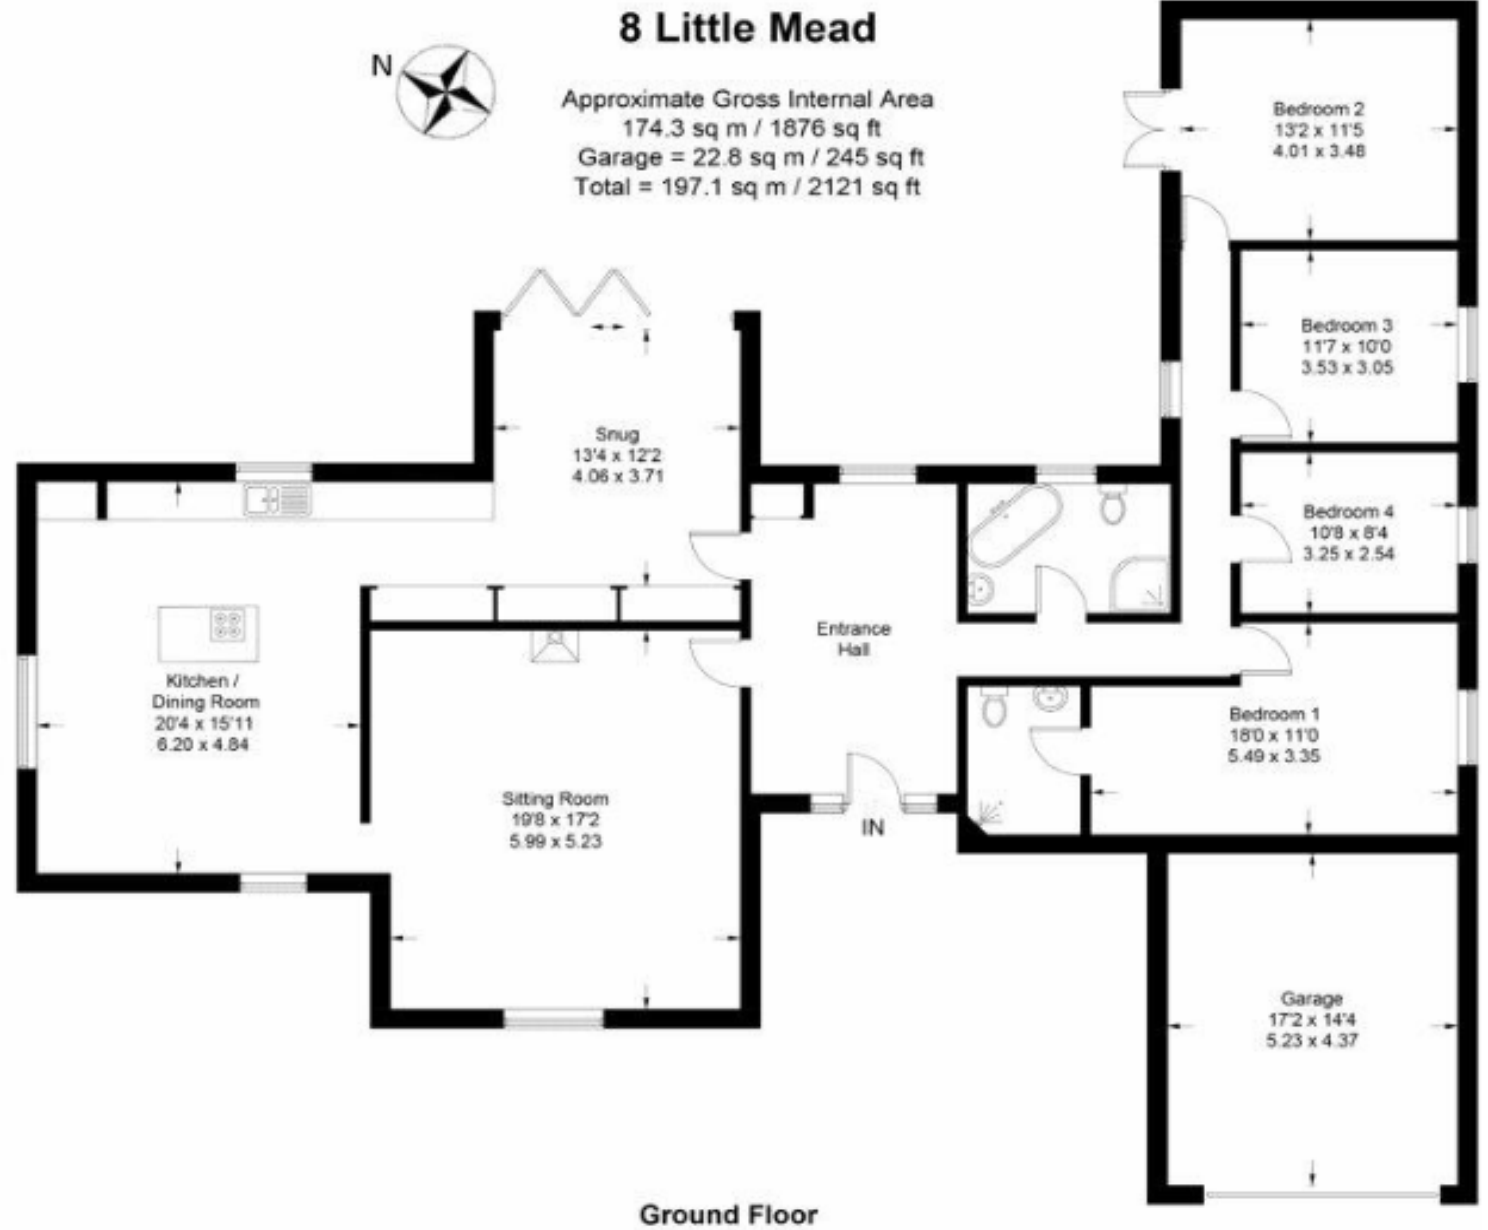 8 Little Mead
N
Approximate Gross Internal Area
174.3 sq m / 1876 sq ft
Garage = 22.8 sq m / 245 sq ft
Total = 197.1 sq m / 2121 sq ft
Bedroom 2
13'2 x 11'5
4.01 x 3.48
Bedroom 3
11'7 x 10'0
3.53 x 3.05
Snug
13'4 x 12'2
4.06 x 3.71
Bedroom 4
10'8 x 8'4
3.25 x 2.54
Entrance
Hall
Kitchen /
Dining Room
20'4 x 15'11
6.20 x 4.84
Bedroom 1
18'0 x 11'0
5.49 x 3.35
Sitting Room
19'8 x 17'2
5.99 x 5.23
IN
Garage
17'2 x 14'4
5.23 x 4.37
Ground Floor